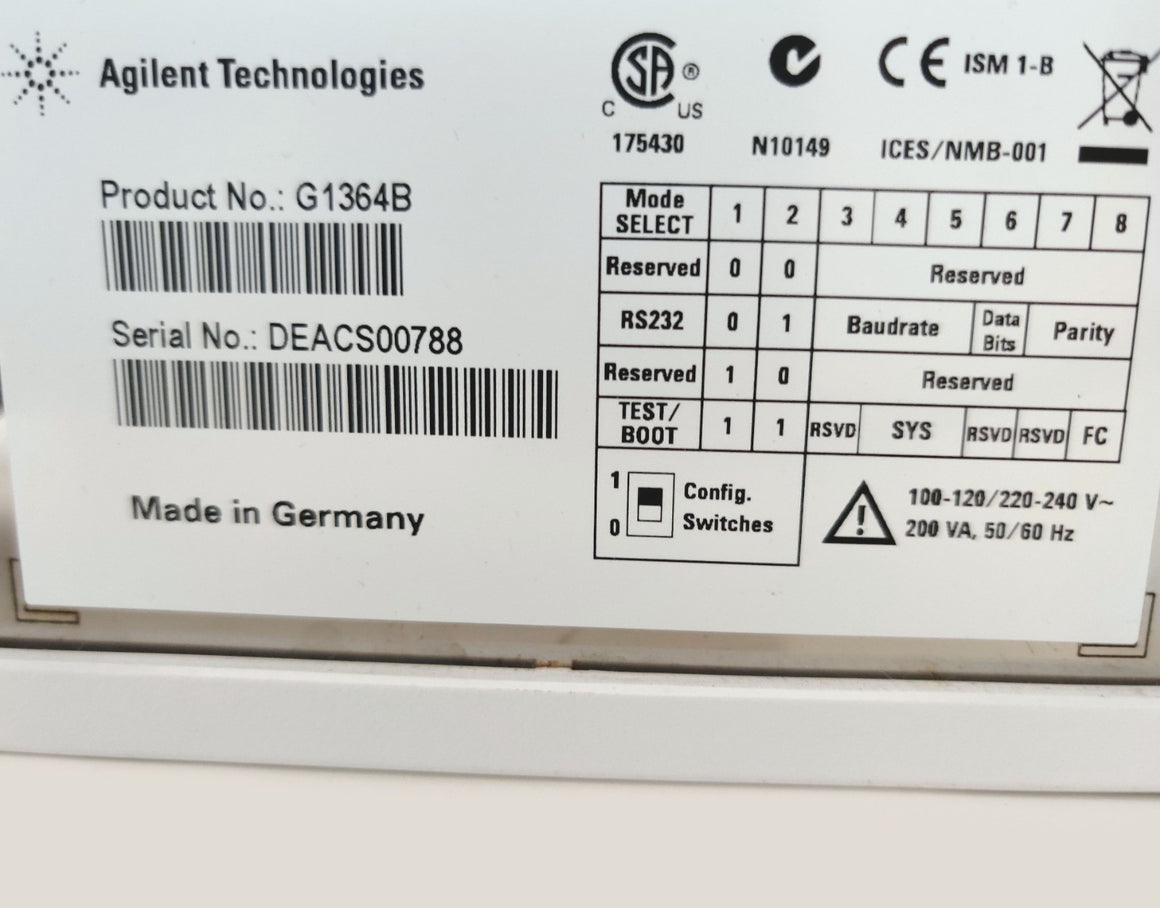 Agilent Technologies
Product No.: G1364B
Serial No.: DEACS00788
Made in Germany
C SA ® US
175430
N10149
CE ISM 1-B
ICES/NMB-001
Mode SELECT 1 2 3 4 5 6 7 8
Reserved 0 0 Reserved
RS232 0 1 Baudrate Data Bits Parity
Reserved 1 0 Reserved
TEST/BOOT 1 1 RSVD SYS RSVD RSVD FC
1
0
Config.
Switches
100-120/220-240 V~
200 VA, 50/60 Hz